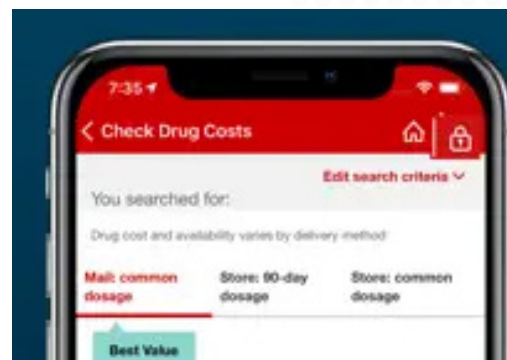 7:35
Check Drug Costs
Edit search criteria
You searched for:
Drug cost and availability varies by delivery method
Mail: common Store: 90-day Store: common
dosage dosage dosage
Best Value